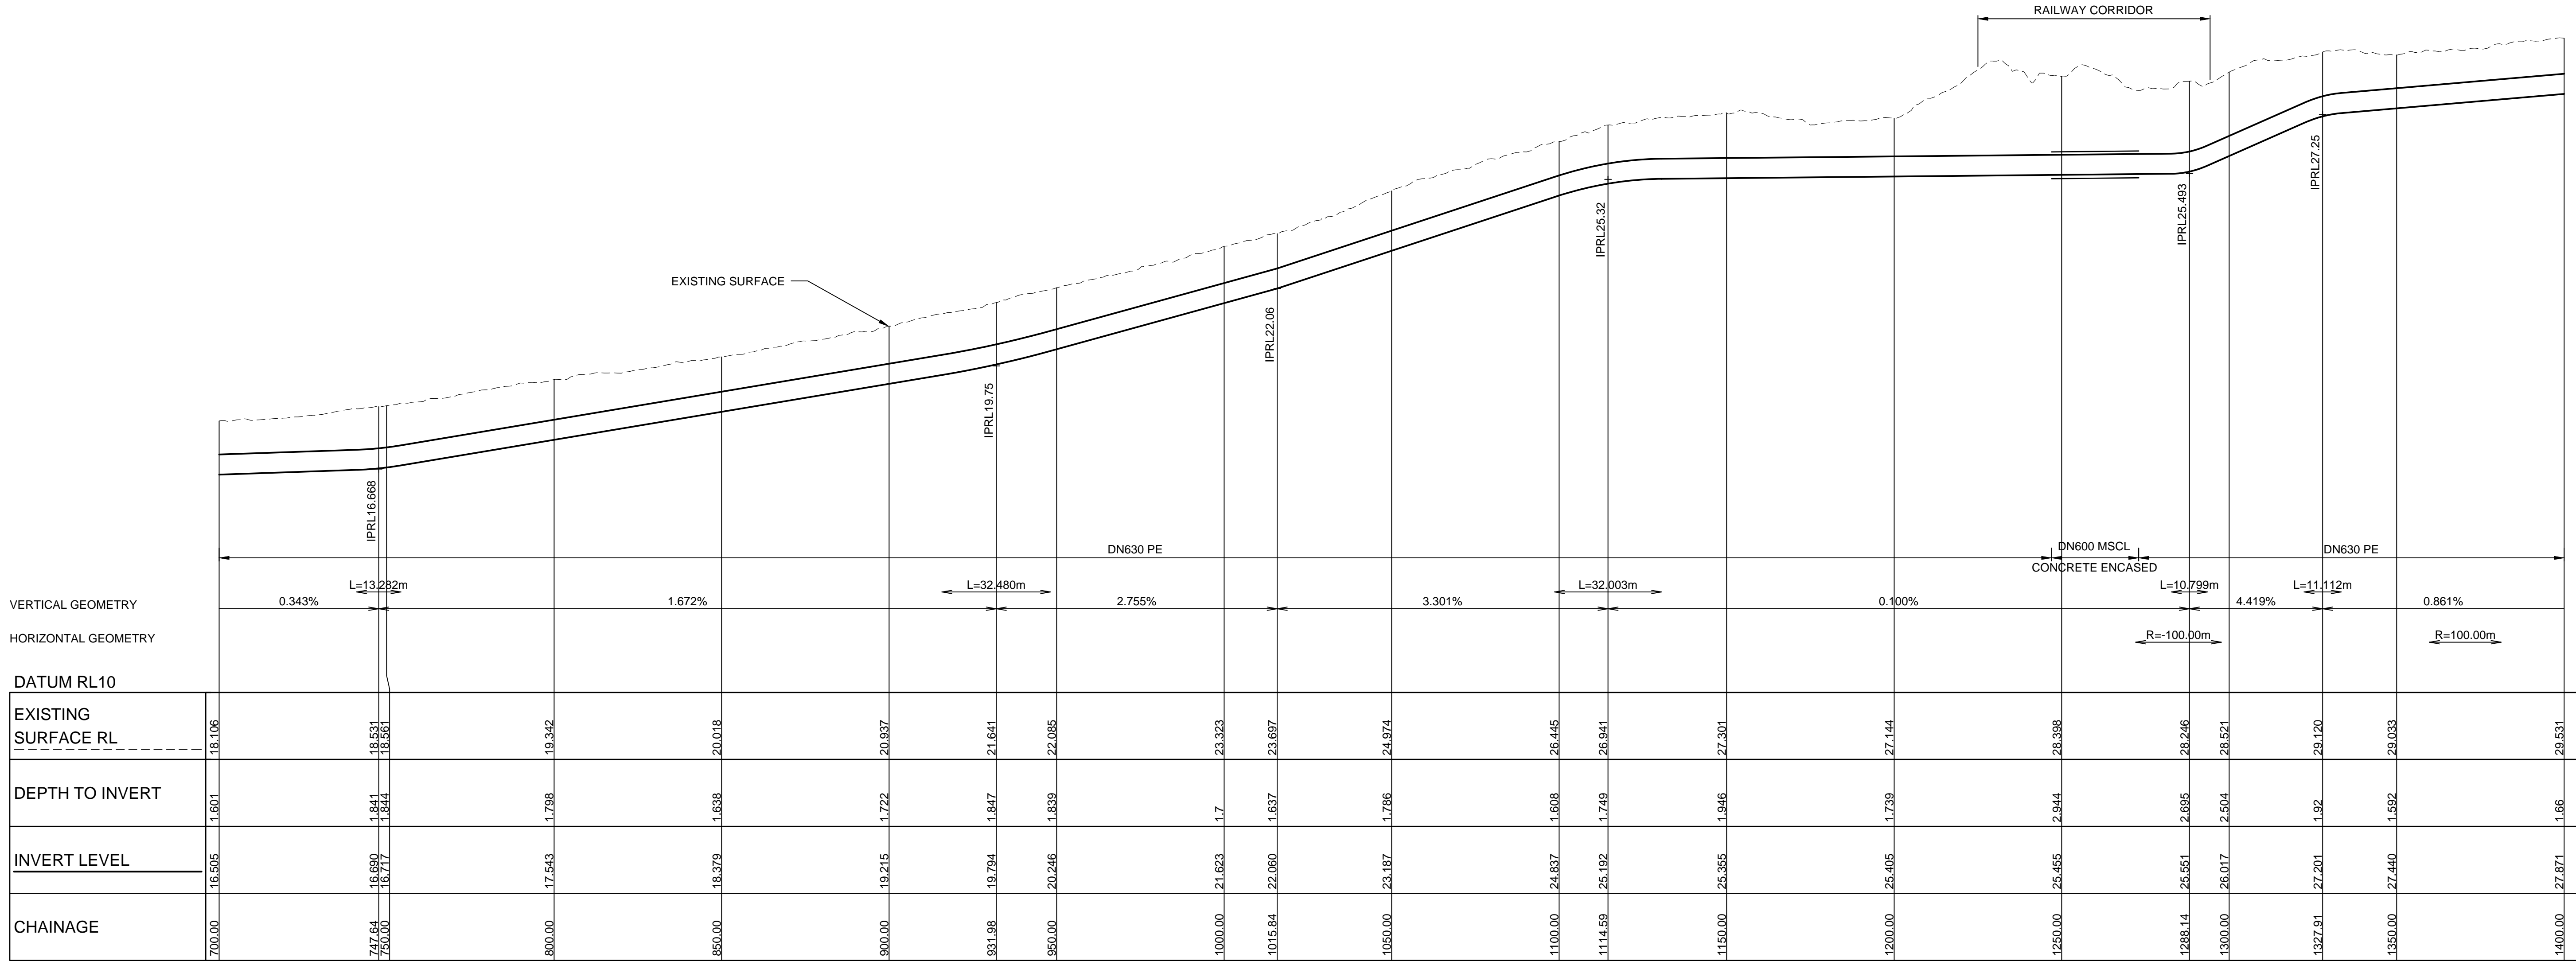 RAILWAY CORRIDOR
EXISTING SURFACE
IPRL16.668
IPRL19.75
IPRL22.06
IPRL25.32
IPRL25.493
IPRL27.25
DN630 PE
DN600 MSCL
CONCRETE ENCASED
DN630 PE
L=13.282m
L=32.480m
L=32.003m
L=10.799m
L=11.112m
VERTICAL GEOMETRY 0.343% 1.672% 2.755% 3.301% 0.100% 4.419% 0.861%
HORIZONTAL GEOMETRY R=-100.00m R=100.00m
DATUM RL10
EXISTING
SURFACE RL 18.106 18.531 18.561 19.342 20.018 20.937 21.641 22.085 23.323 23.697 24.974 26.445 26.941 27.301 27.144 28.398 28.246 28.521 29.120 29.033 29.531
DEPTH TO INVERT 1.601 1.841 1.844 1.798 1.638 1.722 1.847 1.839 1.7 1.637 1.786 1.608 1.749 1.946 1.739 2.944 2.695 2.504 1.92 1.592 1.66
INVERT LEVEL 16.505 16.690 16.717 17.543 18.379 19.215 19.794 20.246 21.623 22.060 23.187 24.837 25.192 25.355 25.405 25.455 25.551 26.017 27.201 27.440 27.871
CHAINAGE 700.00 747.64 750.00 800.00 850.00 900.00 931.98 950.00 1000.00 1015.84 1050.00 1100.00 1114.59 1150.00 1200.00 1250.00 1288.14 1300.00 1327.91 1350.00 1400.00